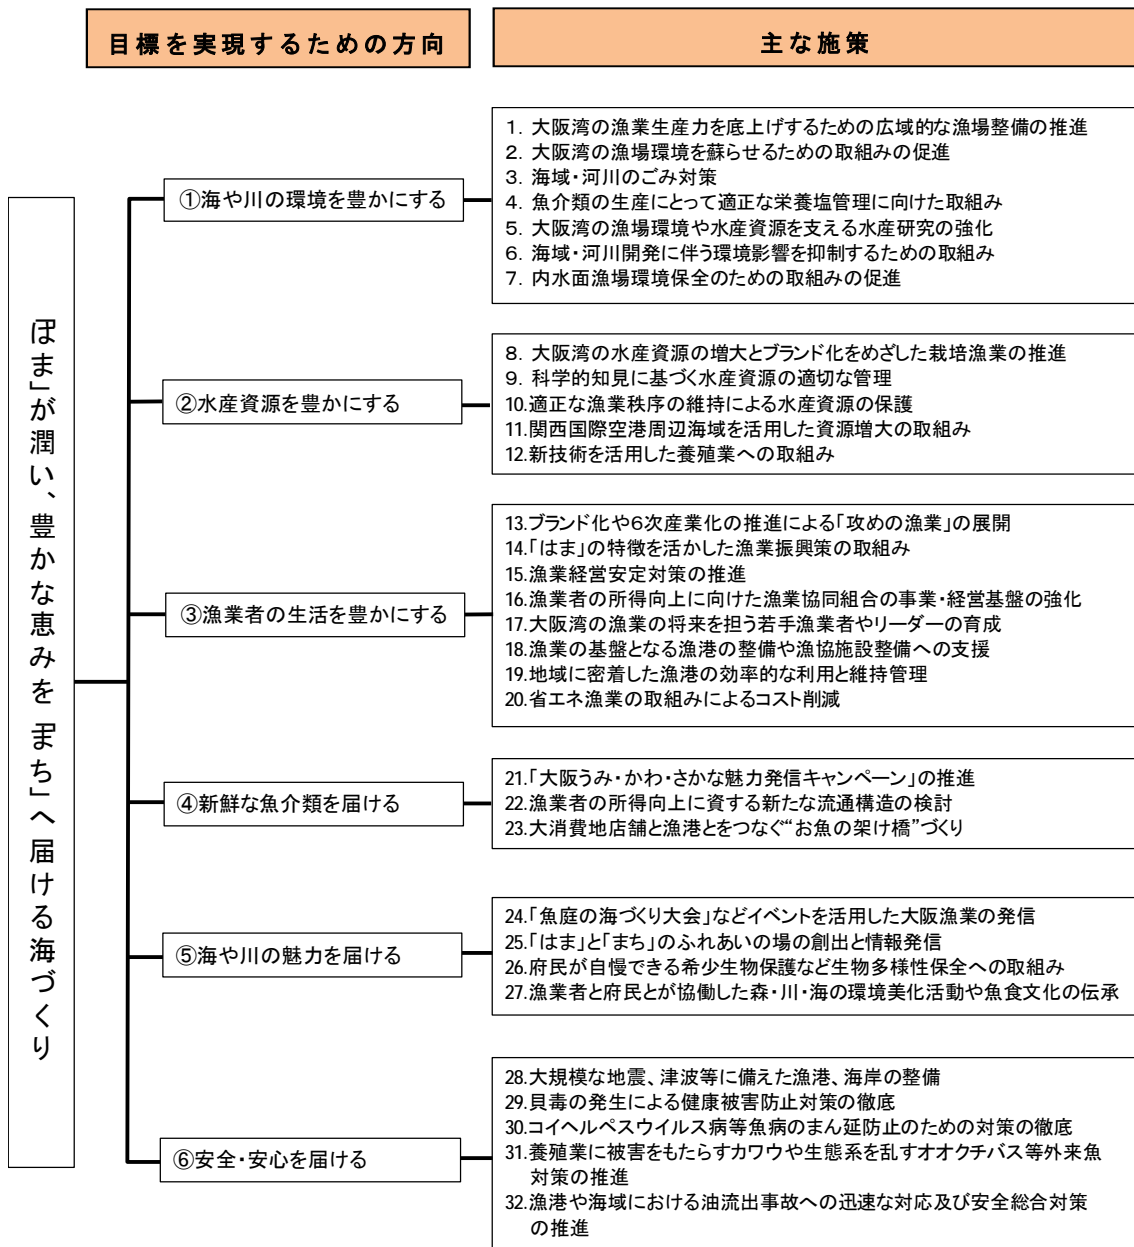 目標を実現するための方向
主な施策
「はま」が潤い、豊かな恵みを「まち」へ届ける海づくり
①海や川の環境を豊かにする
1. 大阪湾の漁業生産力を底上げするための広域的な漁場整備の推進
2. 大阪湾の漁場環境を蘇らせるための取組みの促進
3. 海域・河川のごみ対策
4. 魚介類の生産にとって適正な栄養塩管理に向けた取組み
5. 大阪湾の漁場環境や水産資源を支える水産研究の強化
6. 海域・河川開発に伴う環境影響を抑制するための取組み
7. 内水面漁場環境保全のための取組みの促進
②水産資源を豊かにする
8. 大阪湾の水産資源の増大とブランド化をめざした栽培漁業の推進
9. 科学的知見に基づく水産資源の適切な管理
10.適正な漁業秩序の維持による水産資源の保護
11.関西国際空港周辺海域を活用した資源増大の取組み
12.新技術を活用した養殖業への取組み
③漁業者の生活を豊かにする
13.ブランド化や6次産業化の推進による「攻めの漁業」の展開
14.「はま」の特徴を活かした漁業振興策の取組み
15.漁業経営安定対策の推進
16.漁業者の所得向上に向けた漁業協同組合の事業・経営基盤の強化
17.大阪湾の漁業の将来を担う若手漁業者やリーダーの育成
18.漁業の基盤となる漁港の整備や漁協施設整備への支援
19.地域に密着した漁港の効率的な利用と維持管理
20.省エネ漁業の取組みによるコスト削減
④新鮮な魚介類を届ける
21.「大阪うみ・かわ・さかな魅力発信キャンペーン」の推進
22.漁業者の所得向上に資する新たな流通構造の検討
23.大消費地店舗と漁港とをつなぐ“お魚の架け橋”づくり
⑤海や川の魅力を届ける
24.「魚庭の海づくり大会」などイベントを活用した大阪漁業の発信
25.「はま」と「まち」のふれあいの場の創出と情報発信
26.府民が自慢できる希少生物保護など生物多様性保全への取組み
27.漁業者と府民とが協働した森・川・海の環境美化活動や魚食文化の伝承
⑥安全・安心を届ける
28.大規模な地震、津波等に備えた漁港、海岸の整備
29.貝毒の発生による健康被害防止対策の徹底
30.コイヘルペスウイルス病等魚病のまん延防止のための対策の徹底
31.養殖業に被害をもたらすカワウや生態系を乱すオオクチバス等外来魚
対策の推進
32.漁港や海域における油流出事故への迅速な対応及び安全総合対策
の推進